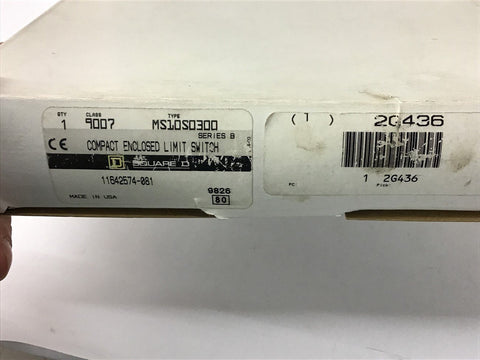 QTY CLASS TYPE
1 9007 MS10S0300
SERIES B
CE COMPACT ENCLOSED LIMIT SWITCH
D SQUARE D
11642574-081
MADE IN USA
9826
80
(1) 2G436
PC: 1 2G436